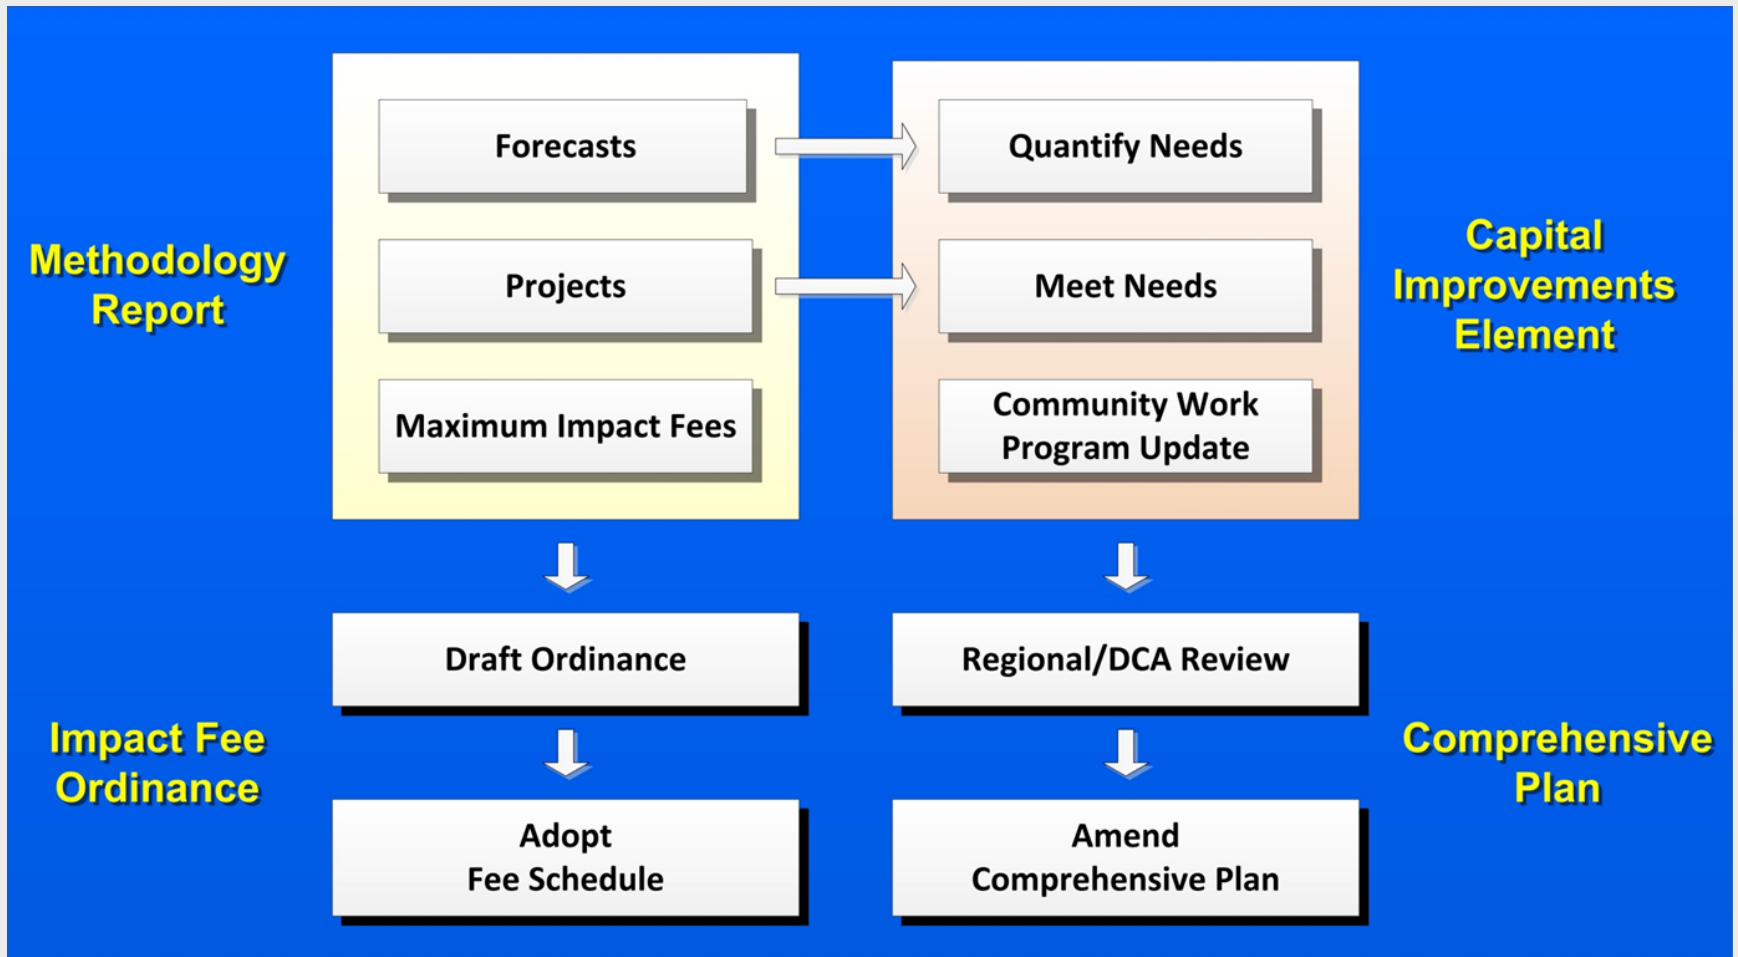 Methodology
Report
Forecasts
Projects
Maximum Impact Fees
Quantify Needs
Meet Needs
Community Work
Program Update
Capital
Improvements
Element
Impact Fee
Ordinance
Draft Ordinance
Adopt
Fee Schedule
Regional/DCA Review
Amend
Comprehensive Plan
Comprehensive
Plan